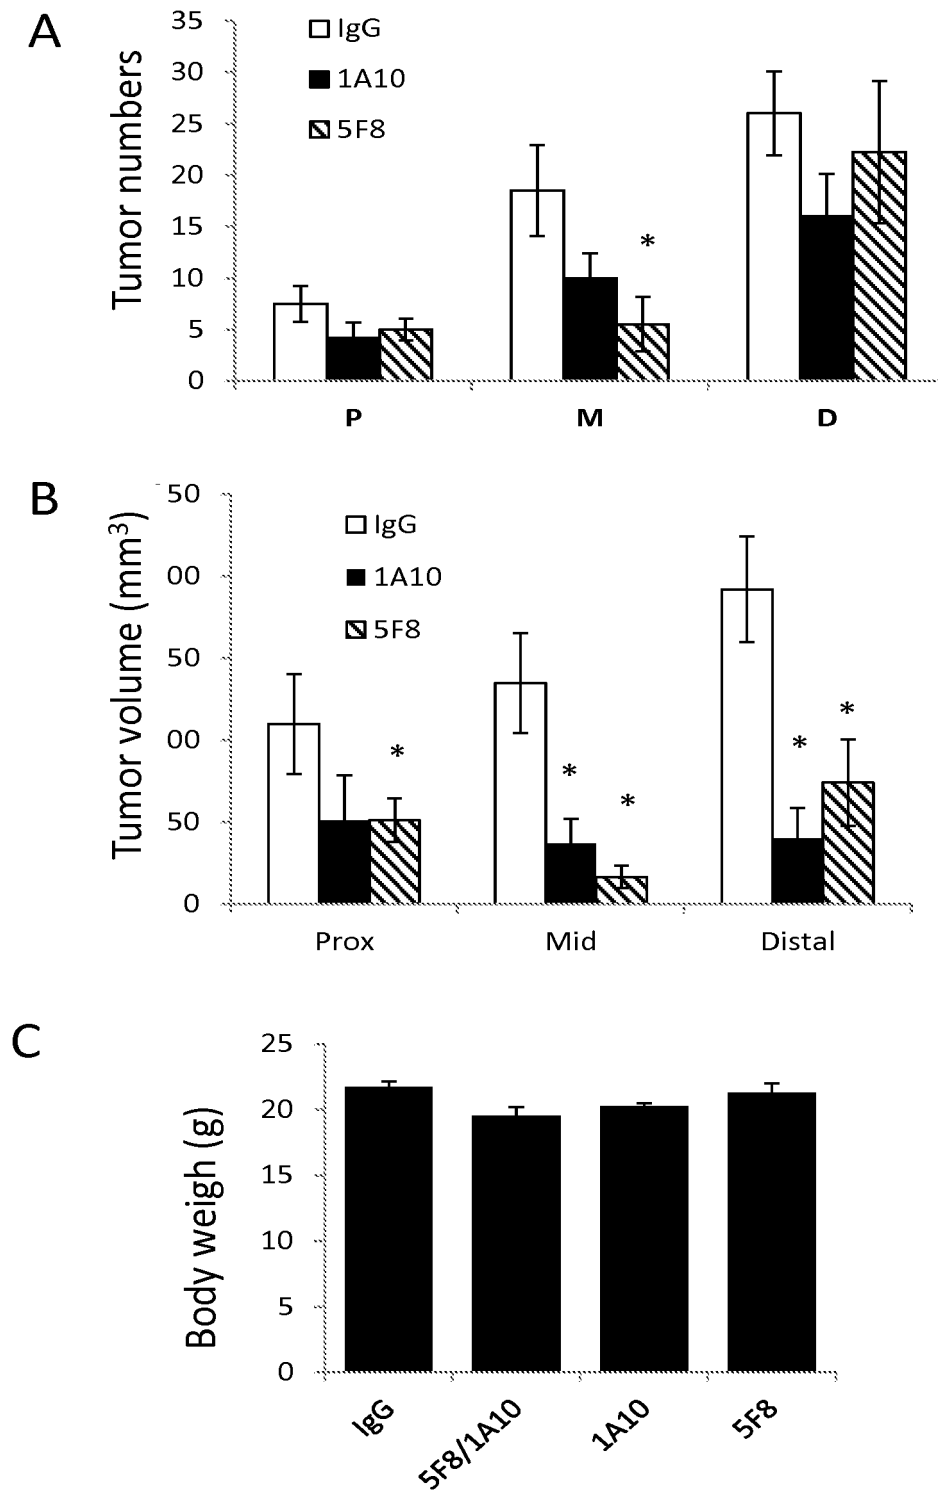 A
Tumor numbers
35
30
25
20
15
10
5
0
IgG
1A10
5F8
*
P
M
D
B
Tumor volume (mm³)
50
00
50
00
50
0
IgG
1A10
5F8
*
*
*
*
*
Prox
Mid
Distal
C
Body weigh (g)
25
20
15
10
5
0
IgG
5F8/1A10
1A10
5F8